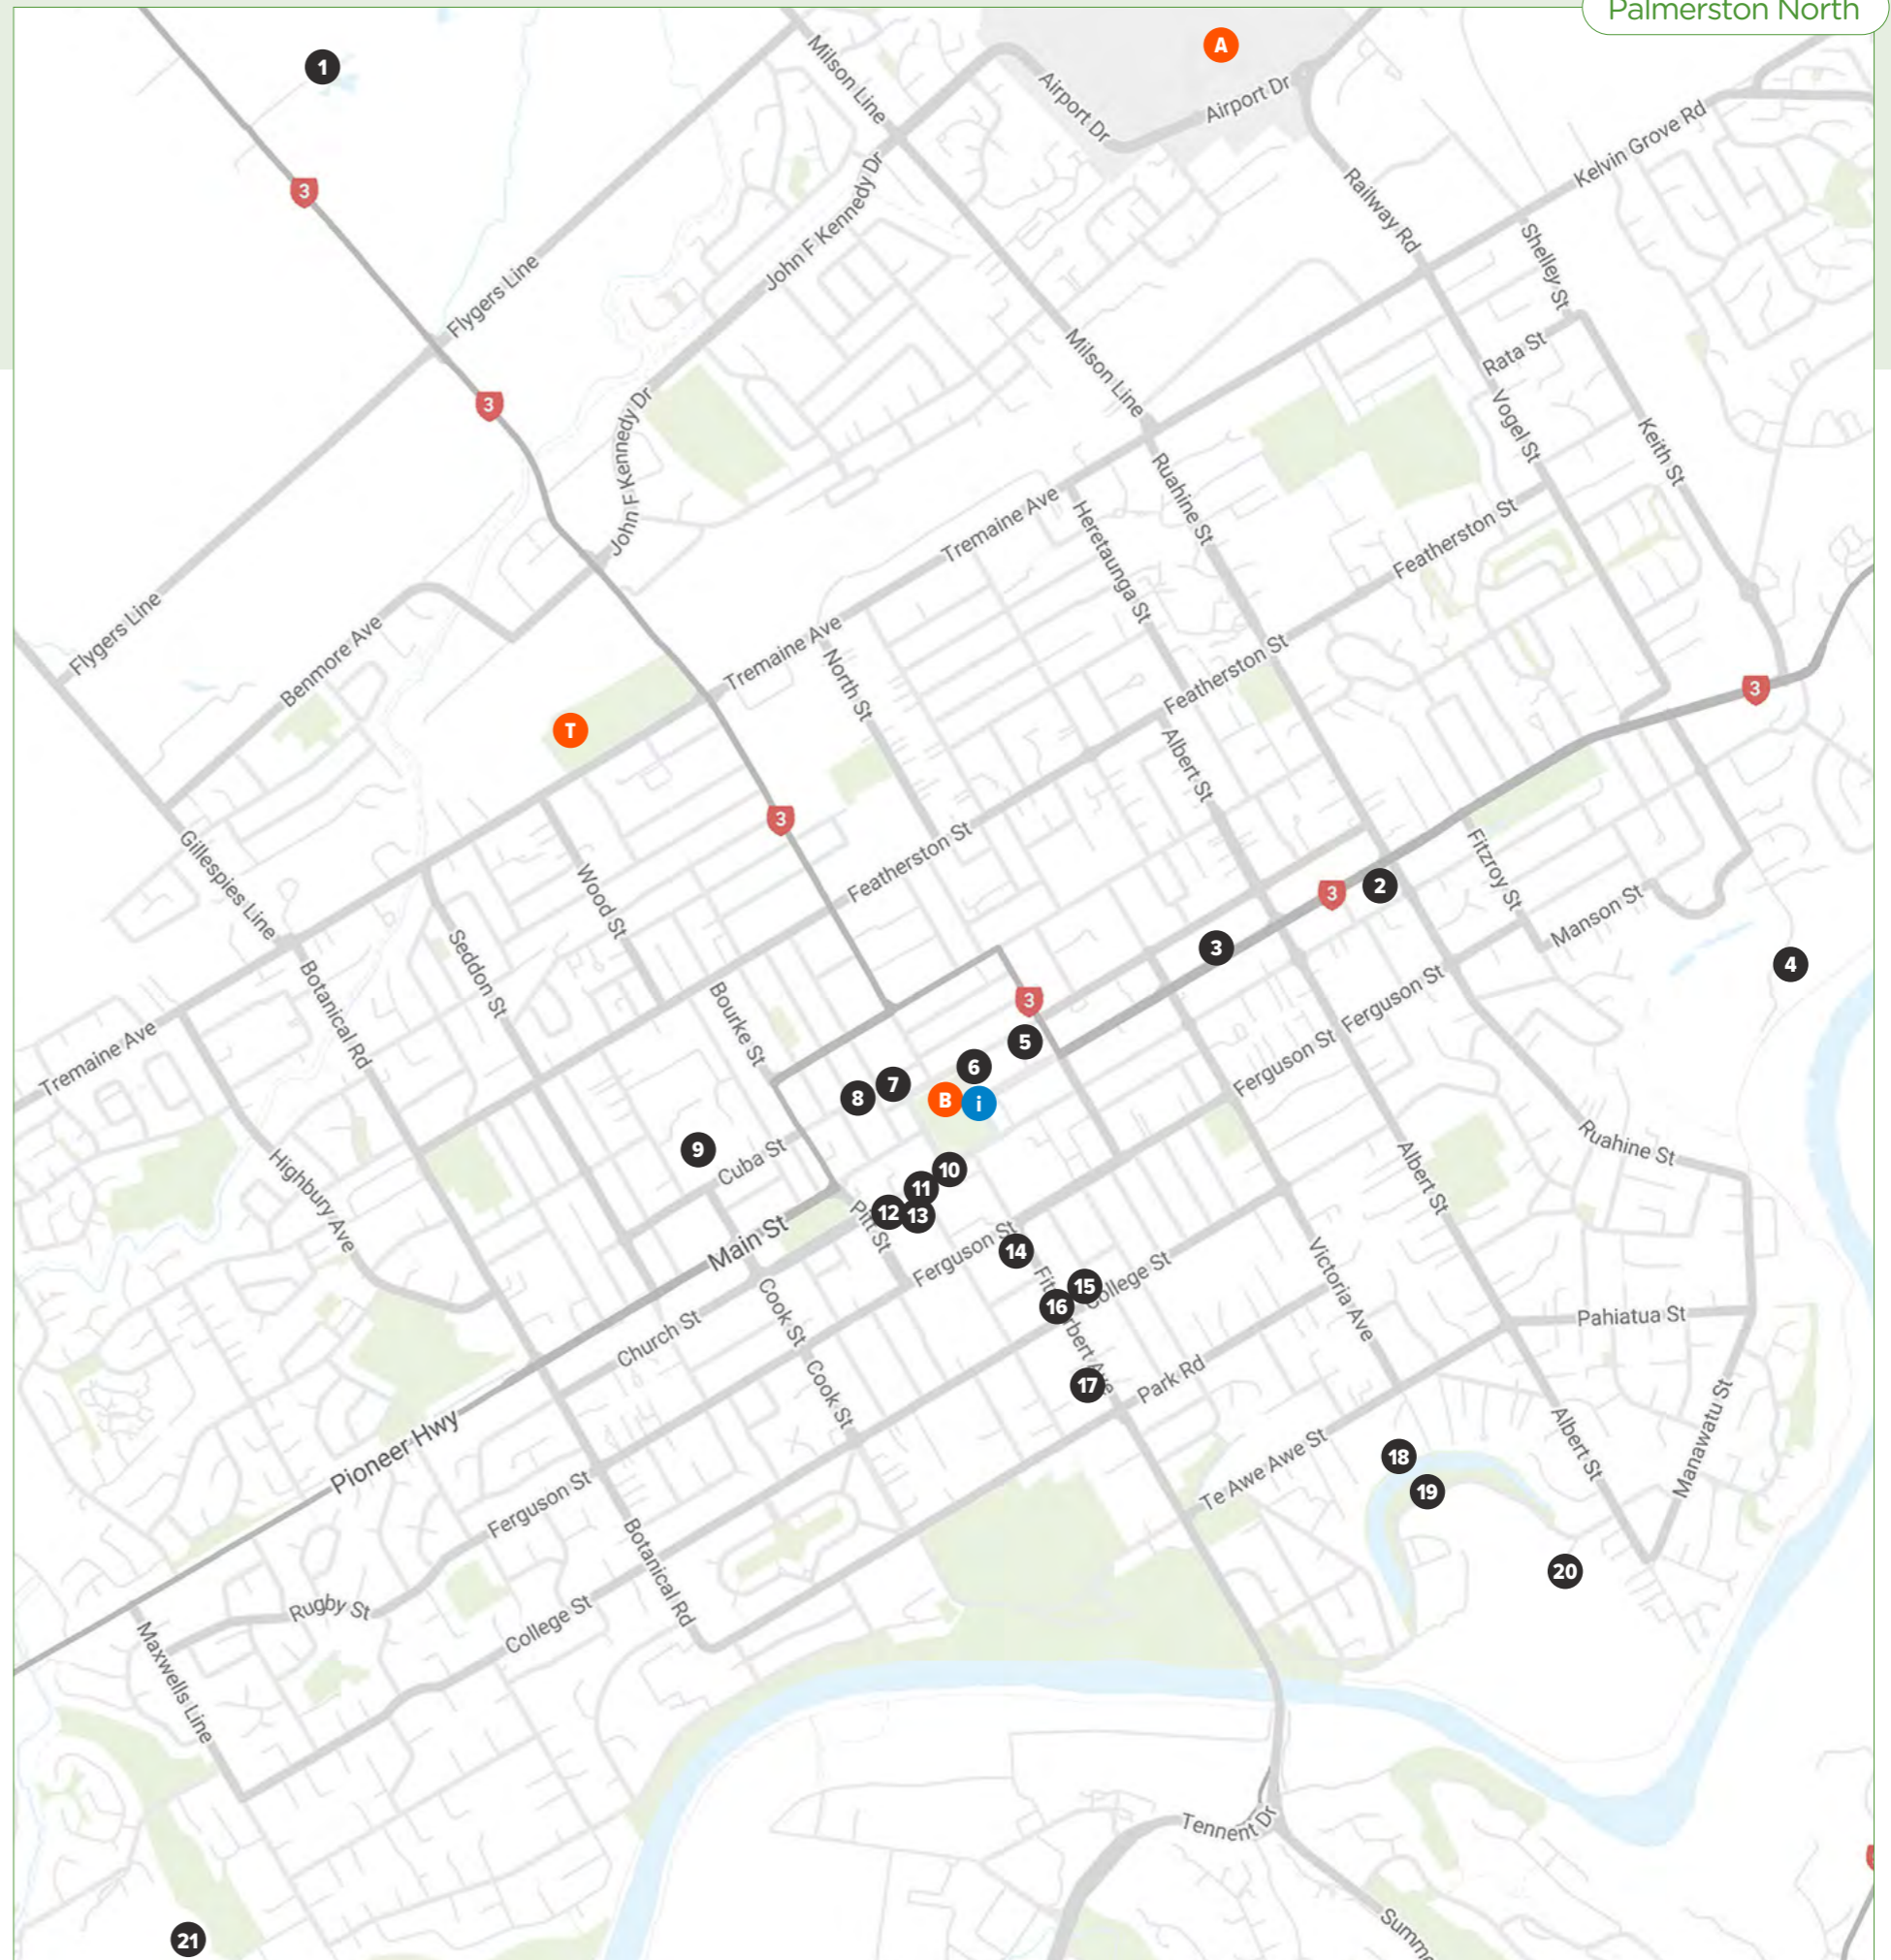 Palmerston North
A
1
Milson Line
Airport Dr
Airport Dr
Kelvin Grove Rd
3
John F Kennedy Dr
Railway Rd
Shelley St
Flygers Line
Milson Line
Rata St
3
John F Kennedy Dr
Vogel St
Keith St
Ruahine St
Tremaine Ave
Heretaunga St
Featherston St
Flygers Line
Benmore Ave
Tremaine Ave
North St
Featherston St
3
T
Albert St
3
Gillespies Line
Wood St
Featherston St
Fitzroy St
3
2
Manson St
Seddon St
3
4
Botanical Rd
Bourke St
3
Ferguson St
Tremaine Ave
5
Ferguson St
6
7
8
B
i
9
Cuba St
Highbury Ave
10
Ruahine St
11
12
13
Pitt St
Albert St
Main St
Ferguson St
14
Victoria Ave
15
College St
16
Fitzherbert Ave
Cook St
Church St
Pahiatua St
Cook St
17
Park Rd
Pioneer Hwy
Te Awe Awe St
18
19
Albert St
Manawatu St
Ferguson St
Botanical Rd
20
Rugby St
College St
Maxwells Line
Tennent Dr
Summe
21